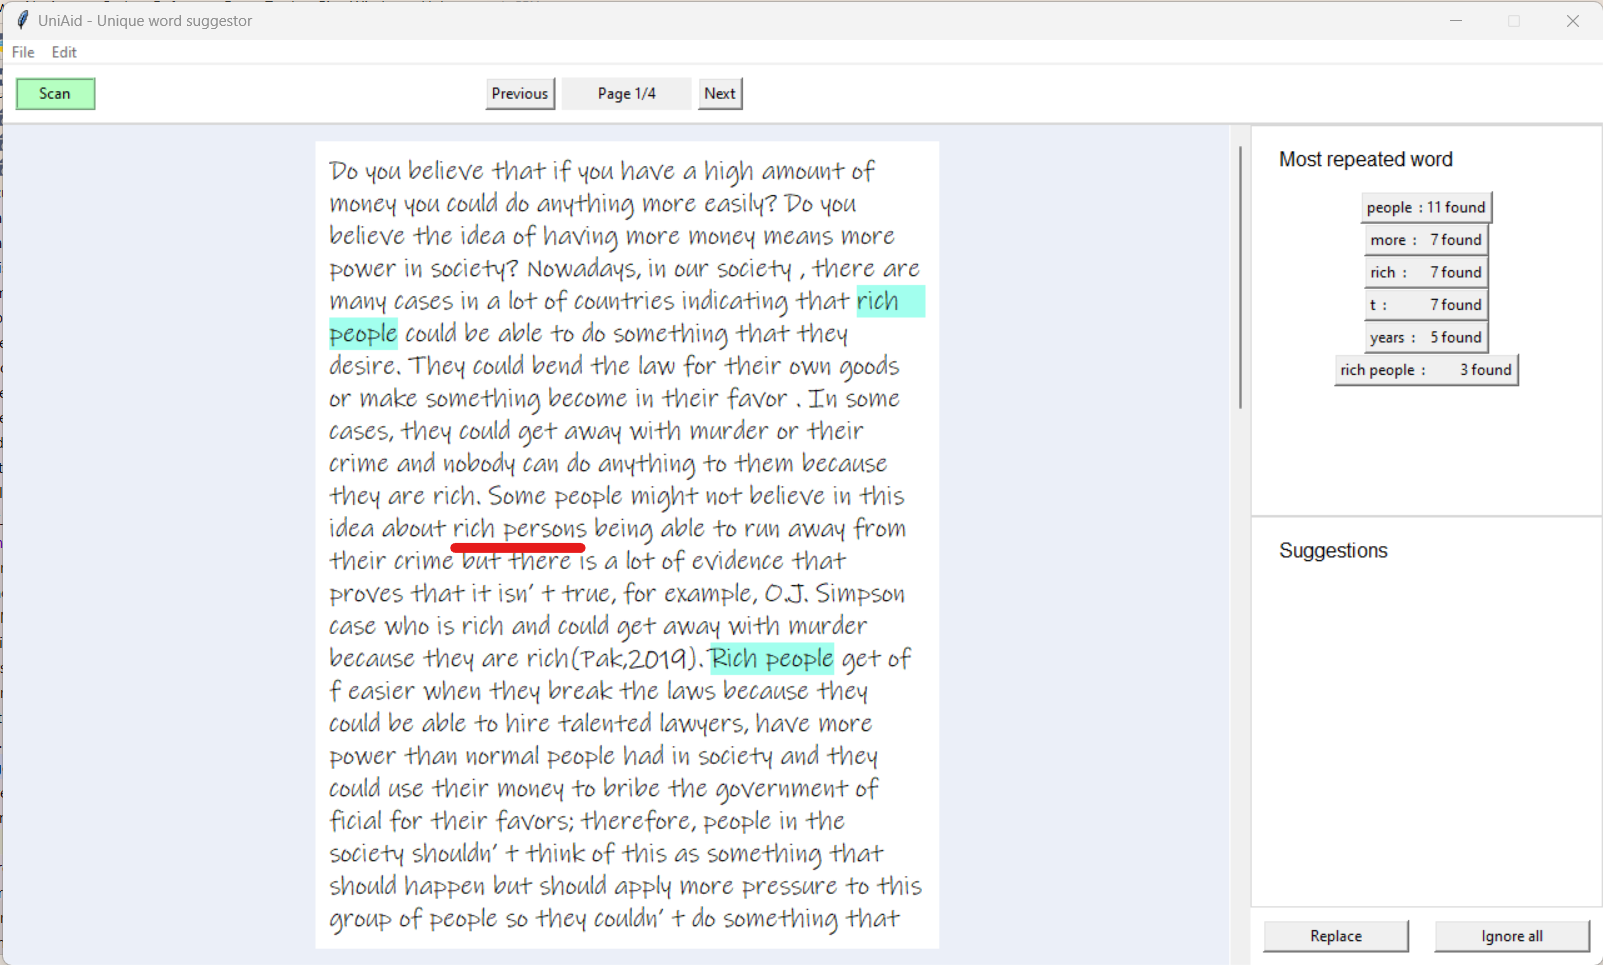 UniAid - Unique word suggestor
File Edit
Scan
Previous
Page 1/4
Next
Do you believe that if you have a high amount of
money you could do anything more easily? Do you
believe the idea of having more money means more
power in society? Nowadays, in our society , there are
many cases in a lot of countries indicating that rich
people could be able to do something that they
desire. They could bend the law for their own goods
or make something become in their favor . In some
cases, they could get away with murder or their
crime and nobody can do anything to them because
they are rich. Some people might not believe in this
idea about rich persons being able to run away from
their crime but there is a lot of evidence that
proves that it isn' t true, for example, O.J. Simpson
case who is rich and could get away with murder
because they are rich(Pak,2019). Rich people get of
f easier when they break the laws because they
could be able to hire talented lawyers, have more
power than normal people had in society and they
could use their money to bribe the government of
ficial for their favors; therefore, people in the
society shouldn' t think of this as something that
should happen but should apply more pressure to this
group of people so they couldn' t do something that
Most repeated word
people : 11 found
more : 7 found
rich : 7 found
t : 7 found
years : 5 found
rich people : 3 found
Suggestions
Replace
Ignore all